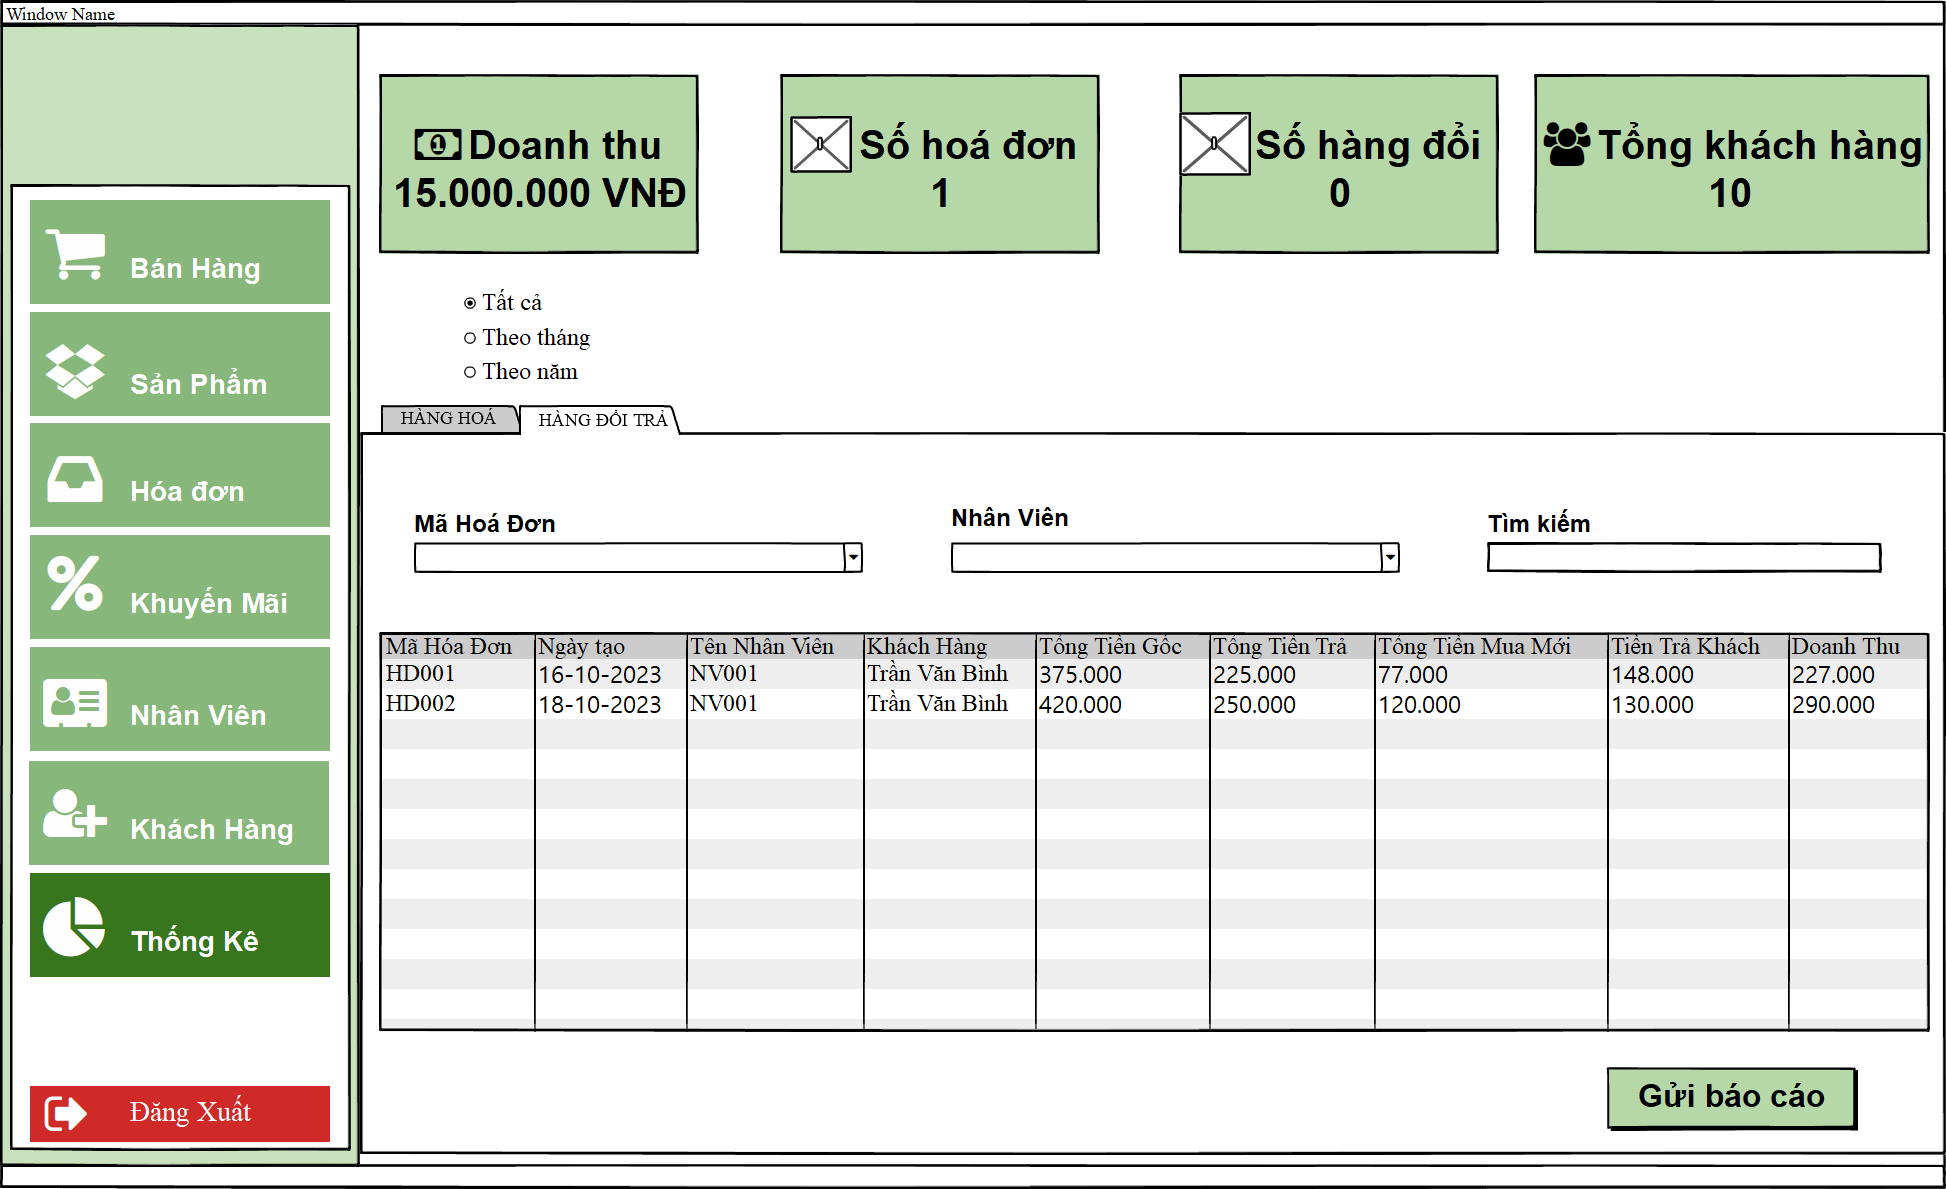 Window Name
Doanh thu
15.000.000 VNĐ
Số hoá đơn
1
Số hàng đổi
0
Tổng khách hàng
10
Bán Hàng
Sản Phẩm
Hóa đơn
Khuyến Mãi
Nhân Viên
Khách Hàng
Thống Kê
Đăng Xuất
Tất cả
Theo tháng
Theo năm
HÀNG HOÁ HÀNG ĐỔI TRẢ
Mã Hoá Đơn Nhân Viên Tìm kiếm
Mã Hóa Đơn Ngày tạo Tên Nhân Viên Khách Hàng Tổng Tiền Gốc Tổng Tiền Trả Tổng Tiền Mua Mới Tiền Trả Khách Doanh Thu
HD001 16-10-2023 NV001 Trần Văn Bình 375.000 225.000 77.000 148.000 227.000
HD002 18-10-2023 NV001 Trần Văn Bình 420.000 250.000 120.000 130.000 290.000
Gửi báo cáo